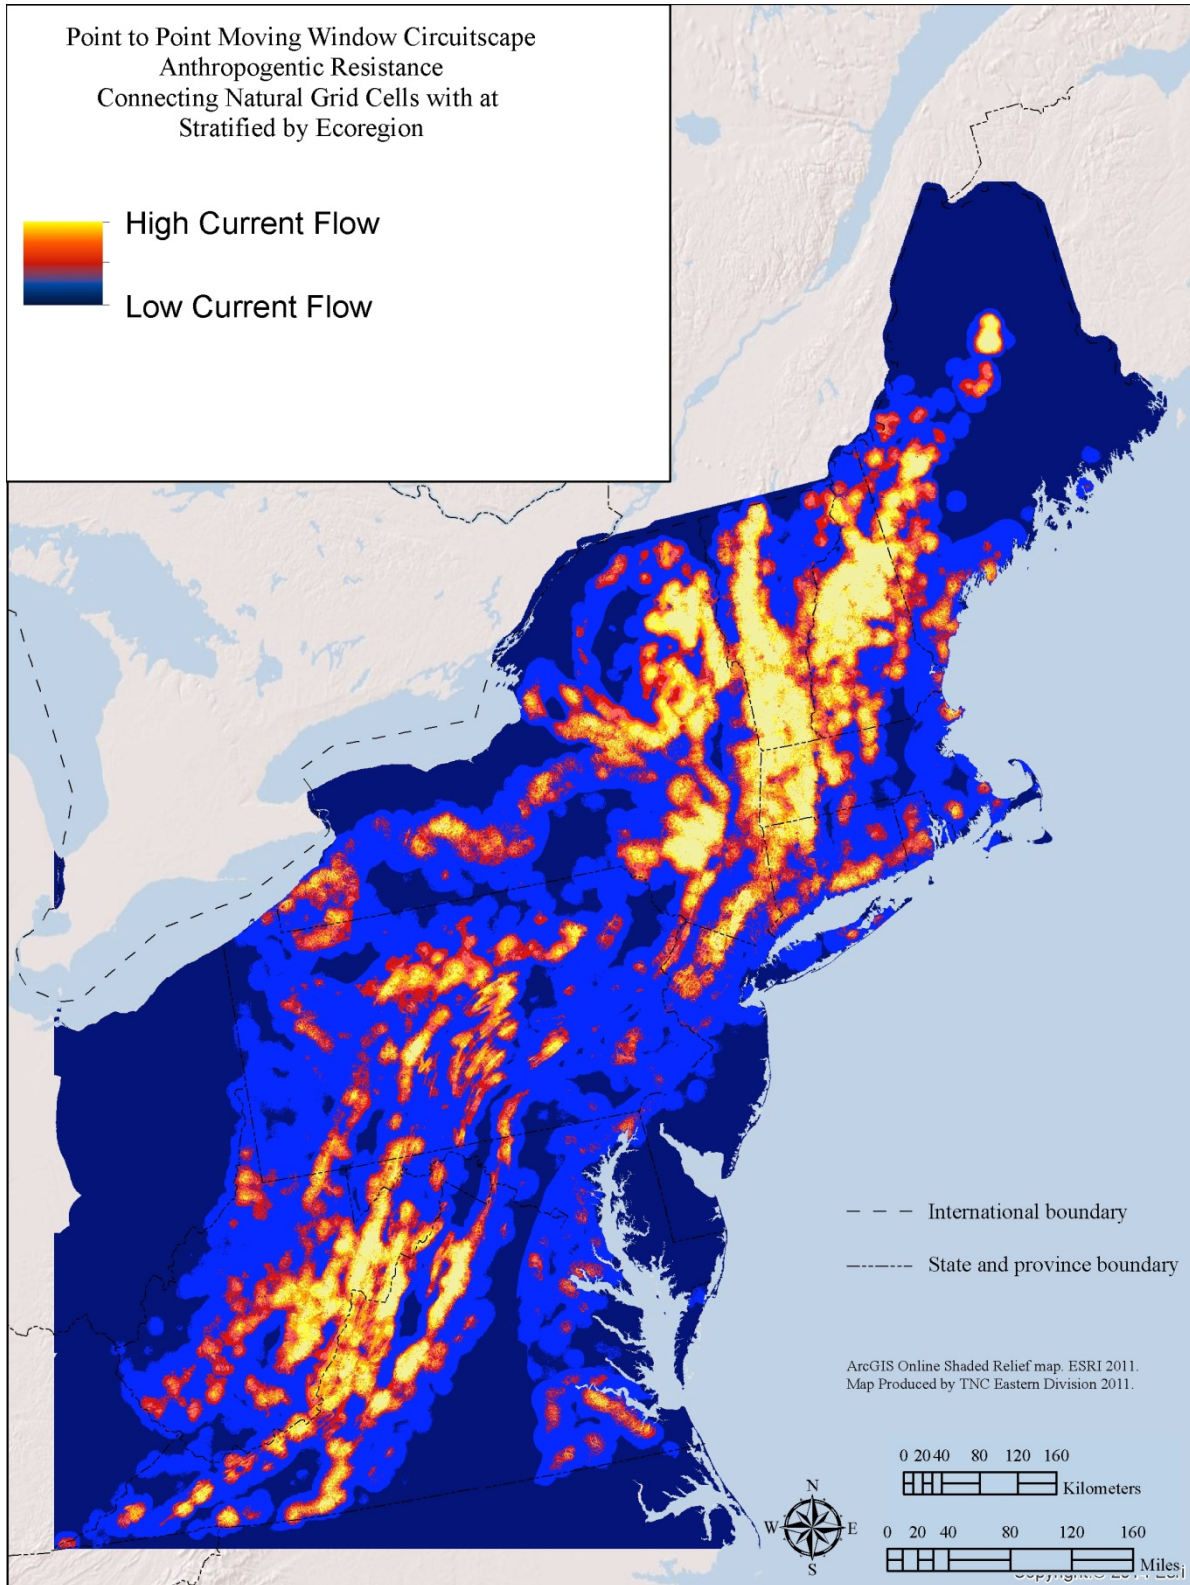 Point to Point Moving Window Circuitscape
Anthropogentic Resistance
Connecting Natural Grid Cells with at
Stratified by Ecoregion
High Current Flow
Low Current Flow
International boundary
State and province boundary
ArcGIS Online Shaded Relief map. ESRI 2011.
Map Produced by TNC Eastern Division 2011.
0 20 40 80 120 160
Kilometers
N
W E
S
0 20 40 80 120 160
Miles